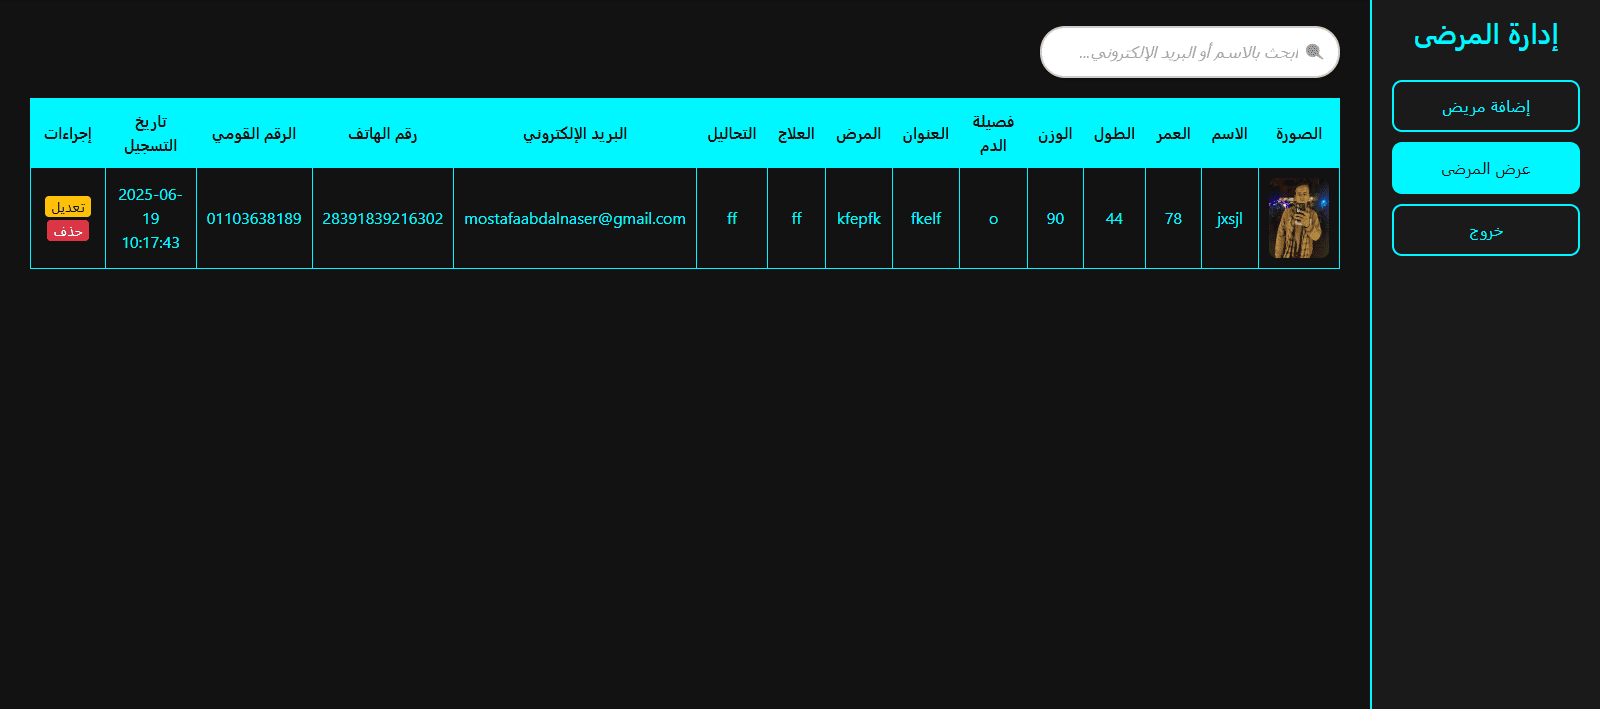 إدارة المرضى
إضافة مريض
عرض المرضى
خروج
ابحث بالاسم أو البريد الإلكتروني...
الصورة الاسم العمر الطول الوزن فصيلة الدم العنوان المرض العلاج التحاليل البريد الإلكتروني رقم الهاتف الرقم القومي تاريخ التسجيل إجراءات
jxsjl 78 44 90 o fkelf kfepfk ff ff mostafaabdalnaser@gmail.com 28391839216302 01103638189 2025-06-19 10:17:43 تعديل حذف